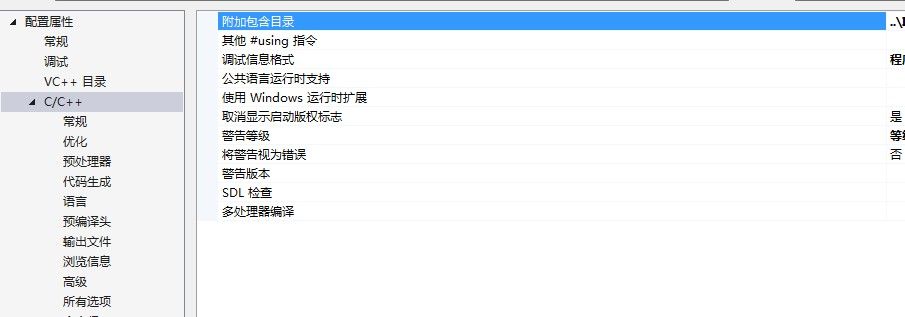 配置属性
常规
调试
VC++ 目录
C/C++
常规
优化
预处理器
代码生成
语言
预编译头
输出文件
浏览信息
高级
所有选项
附加包含目录
其他 #using 指令
调试信息格式
公共语言运行时支持
使用 Windows 运行时扩展
取消显示启动版权标志 是
警告等级
将警告视为错误 否
警告版本
SDL 检查
多处理器编译